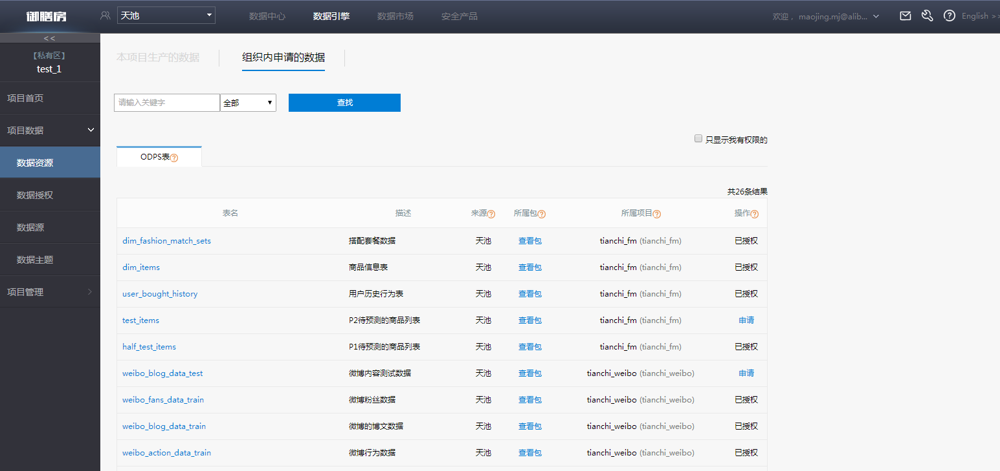 御膳房 天池 数据中心 数据引擎 数据市场 安全产品 欢迎， maojing.mj@alib... English >>
<<
【私有区】
test_1
项目首页
项目数据
数据资源
数据授权
数据源
数据主题
项目管理
本项目生产的数据 组织内申请的数据
请输入关键字 全部 查找
只显示我有权限的
ODPS表?
共26条结果
表名 描述 来源? 所属包? 所属项目? 操作?
dim_fashion_match_sets 搭配套餐数据 天池 查看包 tianchi_fm (tianchi_fm) 已授权
dim_items 商品信息表 天池 查看包 tianchi_fm (tianchi_fm) 已授权
user_bought_history 用户历史行为表 天池 查看包 tianchi_fm (tianchi_fm) 已授权
test_items P2待预测的商品列表 天池 查看包 tianchi_fm (tianchi_fm) 申请
half_test_items P1待预测的商品列表 天池 查看包 tianchi_fm (tianchi_fm) 已授权
weibo_blog_data_test 微博内容测试数据 天池 查看包 tianchi_weibo (tianchi_weibo) 申请
weibo_fans_data_train 微博粉丝数据 天池 查看包 tianchi_weibo (tianchi_weibo) 已授权
weibo_blog_data_train 微博的博文数据 天池 查看包 tianchi_weibo (tianchi_weibo) 已授权
weibo_action_data_train 微博行为数据 天池 查看包 tianchi_weibo (tianchi_weibo) 已授权